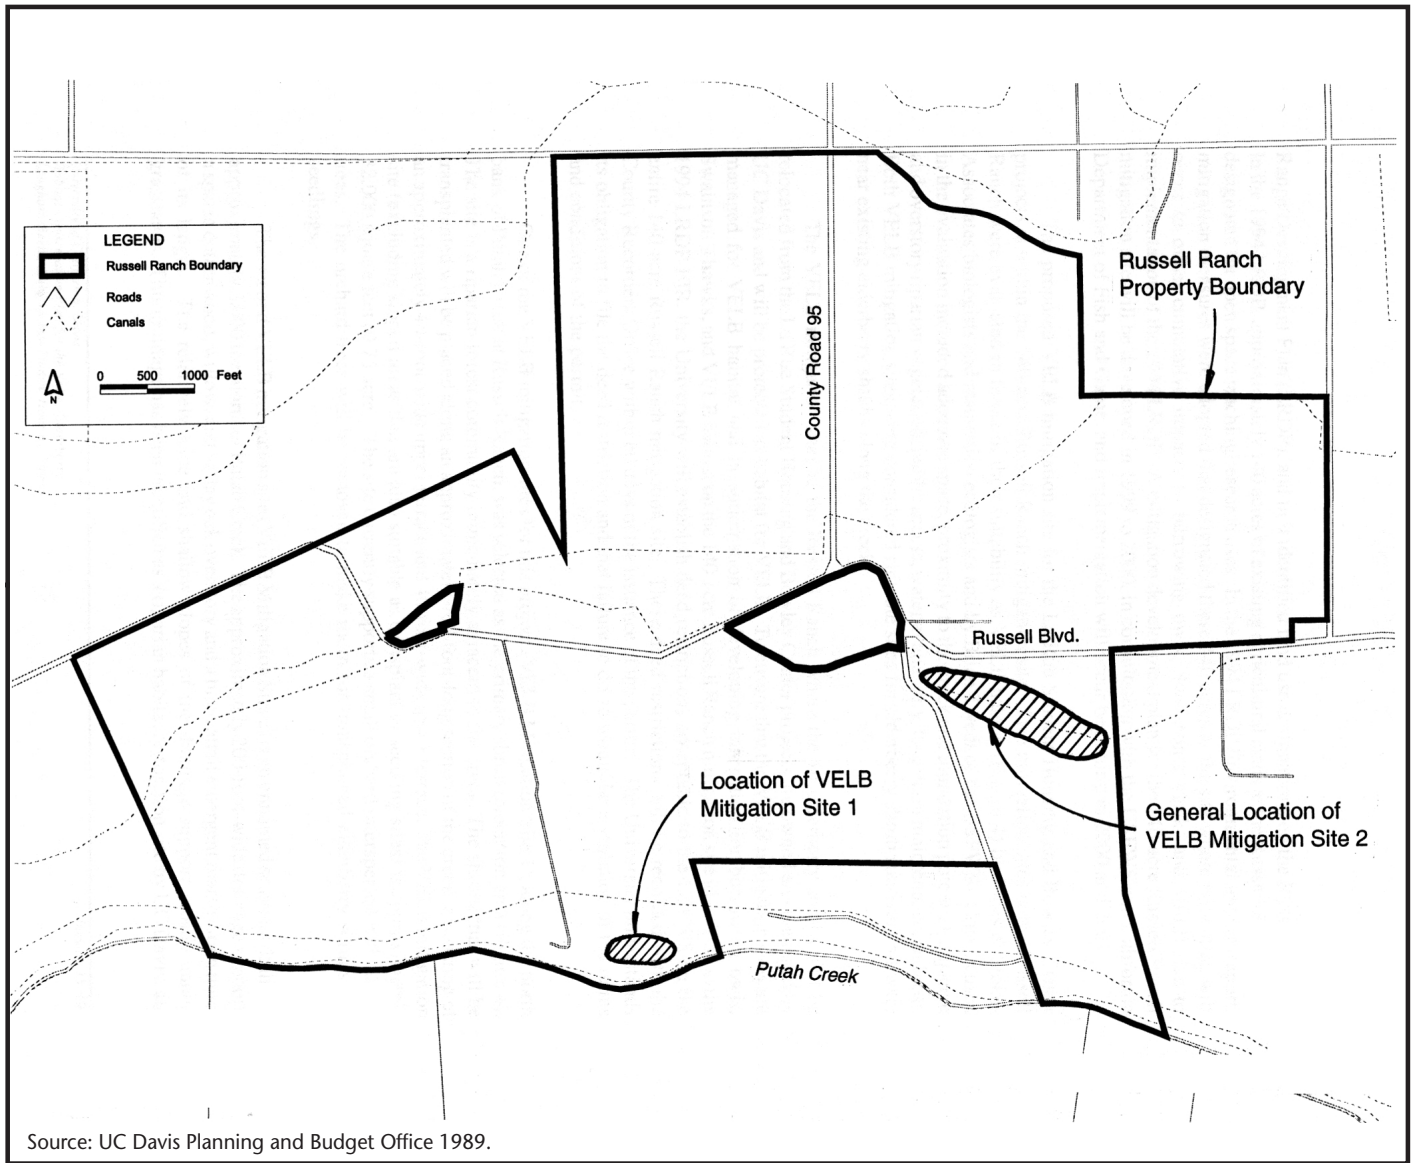 LEGEND
Russell Ranch Boundary
Roads
Canals
0 500 1000 Feet
N
County Road 95
Russell Ranch
Property Boundary
Russell Blvd.
Location of VELB
Mitigation Site 1
General Location of
VELB Mitigation Site 2
Putah Creek
Source: UC Davis Planning and Budget Office 1989.